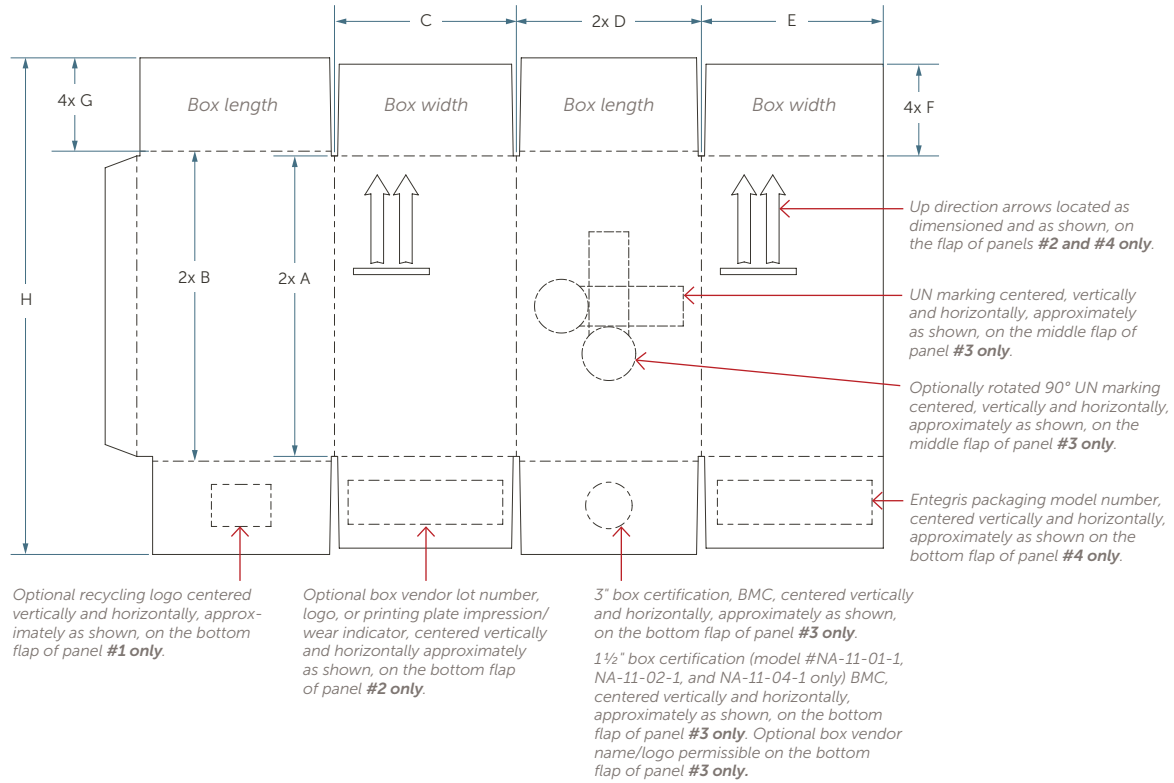 C
2x D
E
4x G
Box length
Box width
Box length
Box width
4x F
H
2x B
2x A
Up direction arrows located as
dimensioned and as shown, on
the flap of panels #2 and #4 only.
UN marking centered, vertically
and horizontally, approximately
as shown, on the middle flap of
panel #3 only.
Optionally rotated 90° UN marking
centered, vertically and horizontally,
approximately as shown, on the
middle flap of panel #3 only.
Entegris packaging model number,
centered vertically and horizontally,
approximately as shown on the
bottom flap of panel #4 only.
Optional recycling logo centered
vertically and horizontally, approx-
imately as shown, on the bottom
flap of panel #1 only.
Optional box vendor lot number,
logo, or printing plate impression/
wear indicator, centered vertically
and horizontally approximately
as shown, on the bottom flap
of panel #2 only.
3" box certification, BMC, centered vertically
and horizontally, approximately as shown,
on the bottom flap of panel #3 only.
1½" box certification (model #NA-11-01-1,
NA-11-02-1, and NA-11-04-1 only) BMC,
centered vertically and horizontally,
approximately as shown, on the bottom
flap of panel #3 only. Optional box vendor
name/logo permissible on the bottom
flap of panel #3 only.